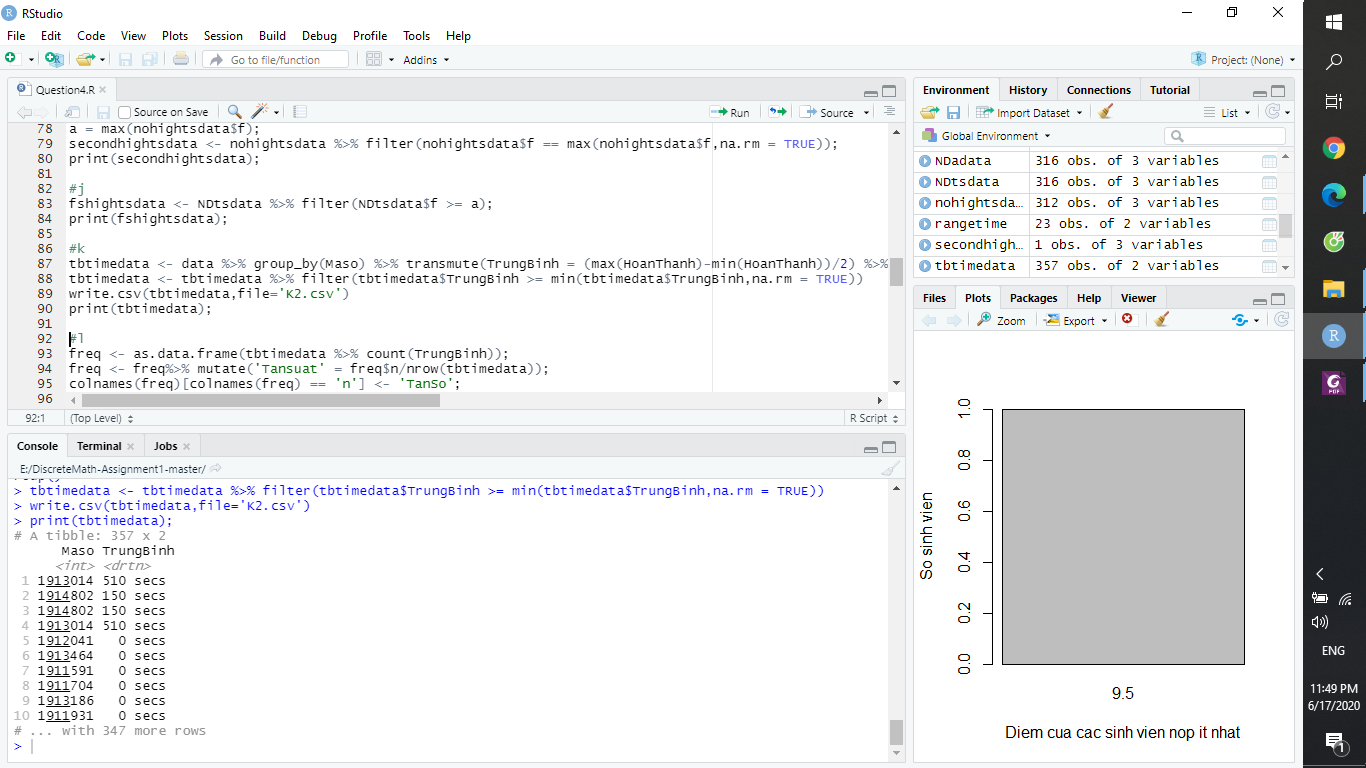 RStudio
File Edit Code View Plots Session Build Debug Profile Tools Help
Go to file/function
Addins
Project: (None)
Question4.R
Source on Save
Run
Source
78 a = max(nohightsdata$f);
79 secondhightsdata <- nohightsdata %>% filter(nohightsdata$f == max(nohightsdata$f,na.rm = TRUE));
80 print(secondhightsdata);
81
82 #j
83 fshightsdata <- NDtsdata %>% filter(NDtsdata$f >= a);
84 print(fshightsdata);
85
86 #k
87 tbtimedata <- data %>% group_by(Maso) %>% transmute(TrungBinh = (max(HoanThanh)-min(HoanThanh))/2) %>%
88 tbtimedata <- tbtimedata %>% filter(tbtimedata$TrungBinh >= min(tbtimedata$TrungBinh,na.rm = TRUE))
89 write.csv(tbtimedata,file='K2.csv')
90 print(tbtimedata);
91
92 #l
93 freq <- as.data.frame(tbtimedata %>% count(TrungBinh));
94 freq <- freq%>% mutate('Tansuat' = freq$n/nrow(tbtimedata));
95 colnames(freq)[colnames(freq) == 'n'] <- 'TanSo';
96
92:1 (Top Level) R Script
Console Terminal Jobs
E:/DiscreteMath-Assignment1-master/
> tbtimedata <- tbtimedata %>% filter(tbtimedata$TrungBinh >= min(tbtimedata$TrungBinh,na.rm = TRUE))
> write.csv(tbtimedata,file='K2.csv')
> print(tbtimedata);
# A tibble: 357 x 2
Maso TrungBinh
<int> <drtn>
1 1913014 510 secs
2 1914802 150 secs
3 1914802 150 secs
4 1913014 510 secs
5 1912041 0 secs
6 1913464 0 secs
7 1911591 0 secs
8 1911704 0 secs
9 1913186 0 secs
10 1911931 0 secs
# ... with 347 more rows
>
Environment History Connections Tutorial
Import Dataset
List
Global Environment
NDadata 316 obs. of 3 variables
NDtsdata 316 obs. of 3 variables
nohightsda… 312 obs. of 3 variables
rangetime 23 obs. of 2 variables
secondhigh… 1 obs. of 3 variables
tbtimedata 357 obs. of 2 variables
Files Plots Packages Help Viewer
Zoom Export
1.0
0.8
0.6
0.4
0.2
0.0
So sinh vien
9.5
Diem cua cac sinh vien nop it nhat
ENG
11:49 PM
6/17/2020
1